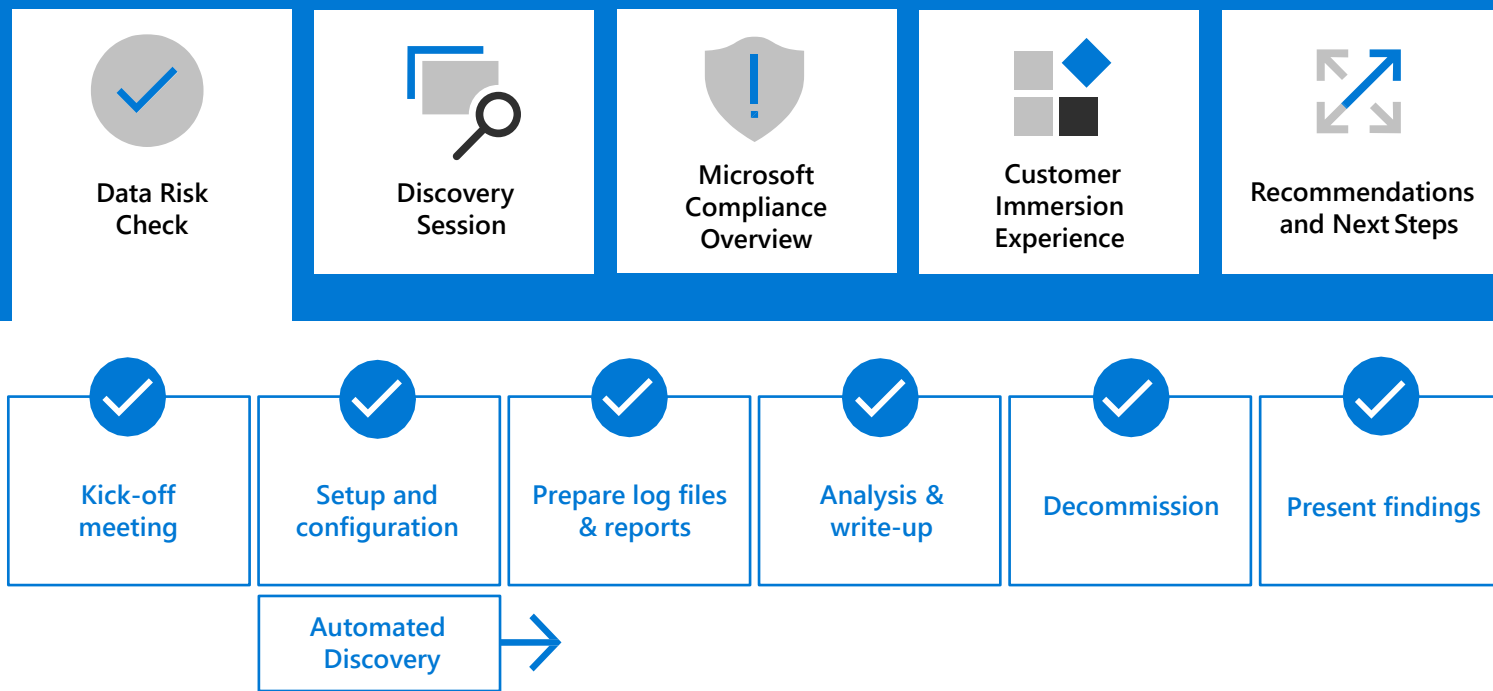 Data Risk
Check
Discovery
Session
Microsoft
Compliance
Overview
Customer
Immersion
Experience
Recommendations
and Next Steps
Kick-off
meeting
Setup and
configuration
Prepare log files
& reports
Analysis &
write-up
Decommission
Present findings
Automated
Discovery